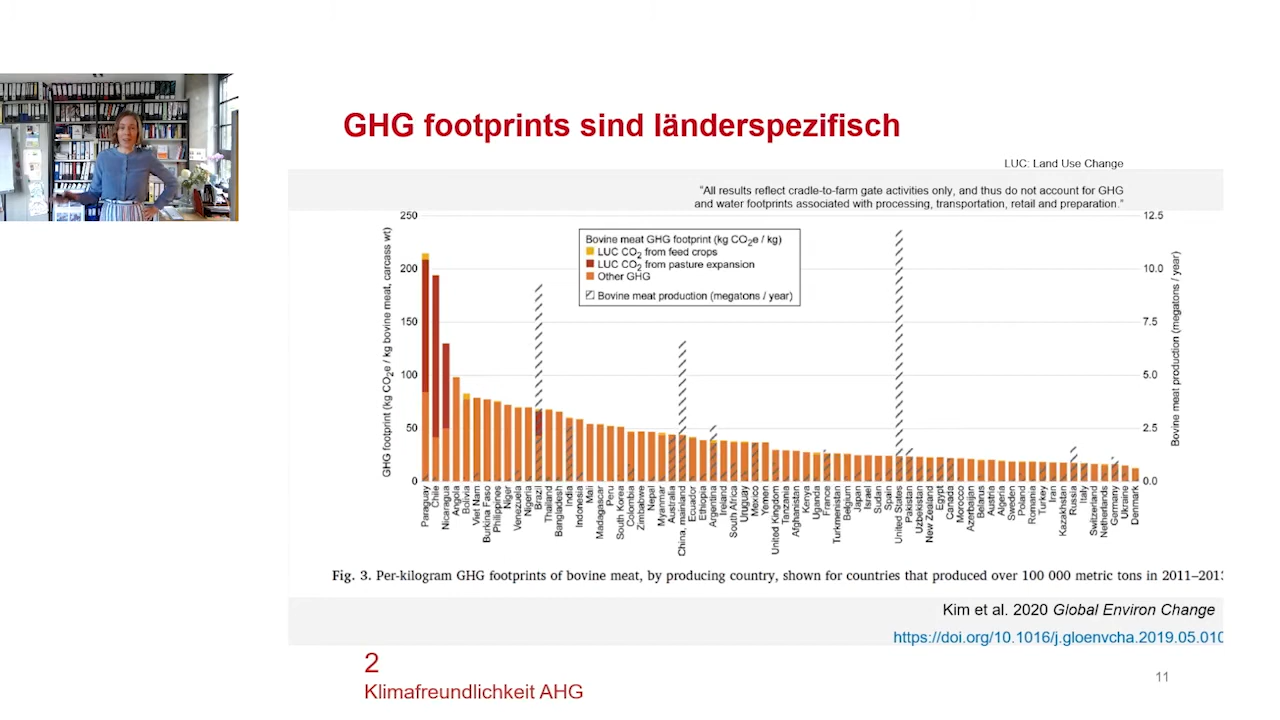 GHG footprints sind länderspezifisch
LUC: Land Use Change
"All results reflect cradle-to-farm gate activities only, and thus do not account for GHG
and water footprints associated with processing, transportation, retail and preparation."
250
200
150
100
50
0
GHG footprint (kg CO2e / kg bovine meat, carcass wt)
Bovine meat GHG footprint (kg CO2e / kg)
LUC CO2 from feed crops
LUC CO2 from pasture expansion
Other GHG
Bovine meat production (megatons / year)
12.5
10.0
7.5
5.0
2.5
0.0
Bovine meat production (megatons / year)
Paraguay
Chile
Nicaragua
Angola
Bolivia
Viet Nam
Burkina Faso
Philippines
Niger
Venezuela
Nigeria
Brazil
Thailand
Bangladesh
India
Indonesia
Mali
Madagascar
Peru
South Korea
Colombia
Zimbabwe
Nepal
Myanmar
Australia
China, mainland
Ecuador
Ethiopia
Argentina
Ireland
South Africa
Uruguay
Mexico
Yemen
United Kingdom
Tanzania
Afghanistan
Kenya
Uganda
France
Turkmenistan
Belgium
Japan
Israel
Sudan
Spain
United States
Pakistan
Uzbekistan
New Zealand
Egypt
Canada
Morocco
Azerbaijan
Belarus
Austria
Algeria
Sweden
Poland
Romania
Turkey
Iran
Kazakhstan
Russia
Italy
Switzerland
Netherlands
Germany
Ukraine
Denmark
Fig. 3. Per-kilogram GHG footprints of bovine meat, by producing country, shown for countries that produced over 100 000 metric tons in 2011–201
Kim et al. 2020 Global Environ Change
https://doi.org/10.1016/j.gloenvcha.2019.05.010
2
Klimafreundlichkeit AHG
11